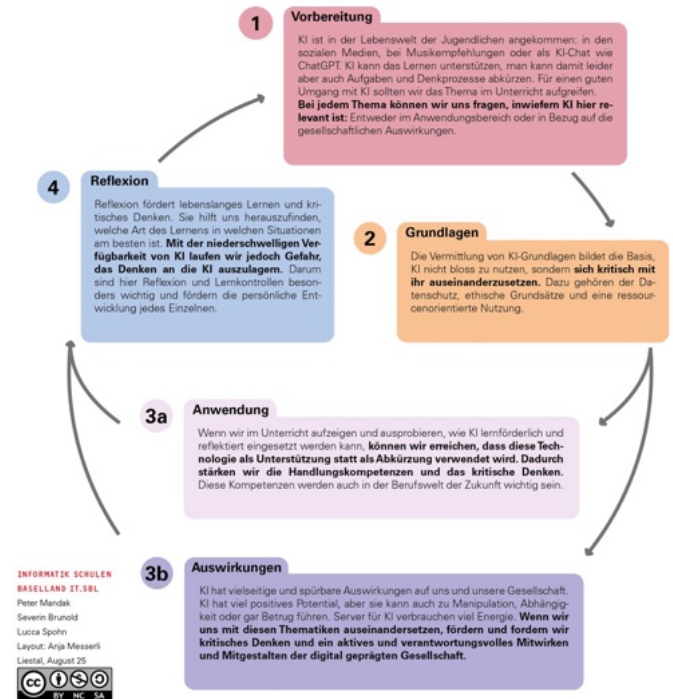 1
Vorbereitung
KI ist in der Lebenswelt der Jugendlichen angekommen: in den
sozialen Medien, bei Musikempfehlungen oder als KI-Chat wie
ChatGPT. KI kann das Lernen unterstützen, man kann damit leider
aber auch Aufgaben und Denkprozesse abkürzen. Für einen guten
Umgang mit KI sollten wir das Thema im Unterricht aufgreifen.
Bei jedem Thema können wir uns fragen, inwiefern KI hier re-
levant ist: Entweder im Anwendungsbereich oder in Bezug auf die
gesellschaftlichen Auswirkungen.
2
Grundlagen
Die Vermittlung von KI-Grundlagen bildet die Basis,
KI nicht bloss zu nutzen, sondern sich kritisch mit
ihr auseinanderzusetzen. Dazu gehören der Da-
tenschutz, ethische Grundsätze und eine ressour-
cenorientierte Nutzung.
3a
Anwendung
Wenn wir im Unterricht aufzeigen und ausprobieren, wie KI lernförderlich und
reflektiert eingesetzt werden kann, können wir erreichen, dass diese Tech-
nologie als Unterstützung statt als Abkürzung verwendet wird. Dadurch
stärken wir die Handlungskompetenzen und das kritische Denken.
Diese Kompetenzen werden auch in der Berufswelt der Zukunft wichtig sein.
3b
Auswirkungen
KI hat vielseitige und spürbare Auswirkungen auf uns und unsere Gesellschaft.
KI hat viel positives Potential, aber sie kann auch zu Manipulation, Abhängig-
keit oder gar Betrug führen. Server für KI verbrauchen viel Energie. Wenn wir
uns mit diesen Thematiken auseinandersetzen, fördern und fordern wir
kritisches Denken und ein aktives und verantwortungsvolles Mitwirken
und Mitgestalten der digital geprägten Gesellschaft.
4
Reflexion
Reflexion fördert lebenslanges Lernen und kri-
tisches Denken. Sie hilft uns herauszufinden,
welche Art des Lernens in welchen Situationen
am besten ist. Mit der niederschwelligen Ver-
fügbarkeit von KI laufen wir jedoch Gefahr,
das Denken an die KI auszulagern. Darum
sind hier Reflexion und Lernkontrollen beson-
ders wichtig und fördern die persönliche Ent-
wicklung jedes Einzelnen.
INFORMATIK SCHULEN
BASELLAND IT.SBL
Peter Mandak
Severin Brunold
Lucca Spohn
Layout: Anja Messerli
Liestal, August 25
CC
BY NC SA